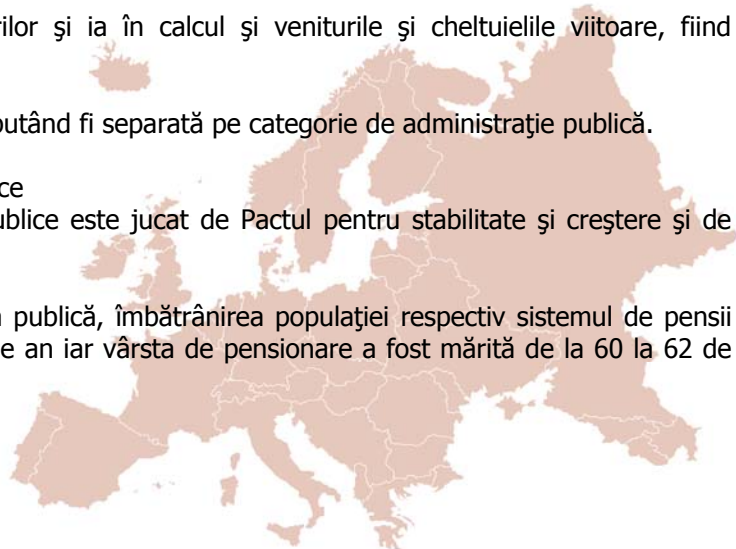 rilor şi ia în calcul şi veniturile şi cheltuielile viitoare, fiind
putând fi separată pe categorie de administraţie publică.
ce
ublice este jucat de Pactul pentru stabilitate şi creştere şi de
publică, îmbătrânirea populaţiei respectiv sistemul de pensii
e an iar vârsta de pensionare a fost mărită de la 60 la 62 de